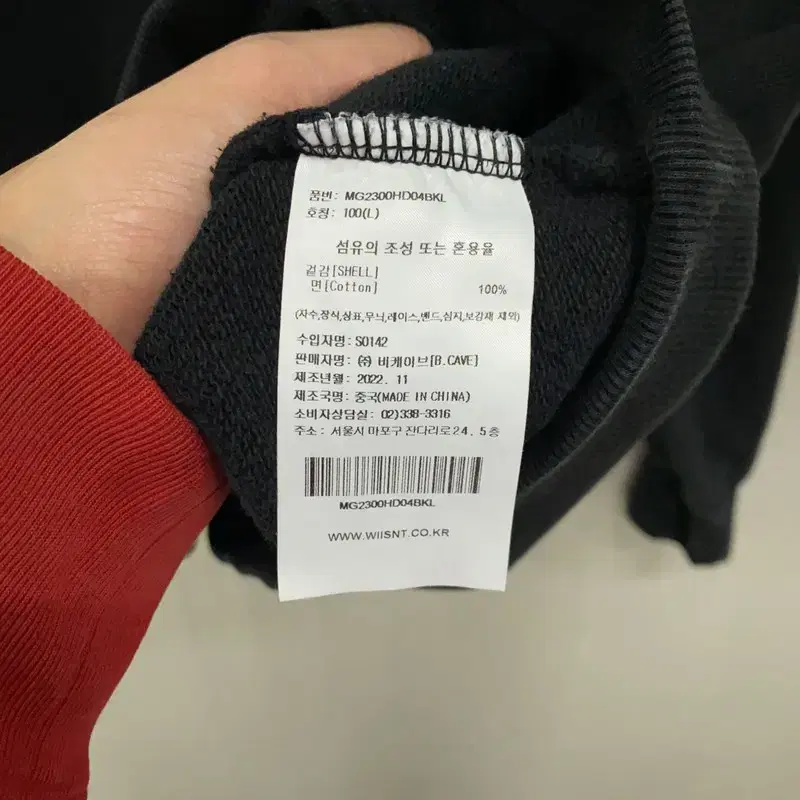 품번: MG2300HD04BKL
호칭: 100(L)
섬유의 조성 또는 혼용율
겉감[SHELL]
면[Cotton] 100%
(자수,장식,상표,무늬,레이스,밴드,심지,보강재 제외)
수입자명: S0142
판매자명: (주) 비케이브[B.CAVE]
제조년월: 2022. 11
제조국명: 중국(MADE IN CHINA)
소비자상담실: 02)338-3316
주소: 서울시 마포구 잔다리로24, 5층
MG2300HD04BKL
WWW.WIISNT.CO.KR